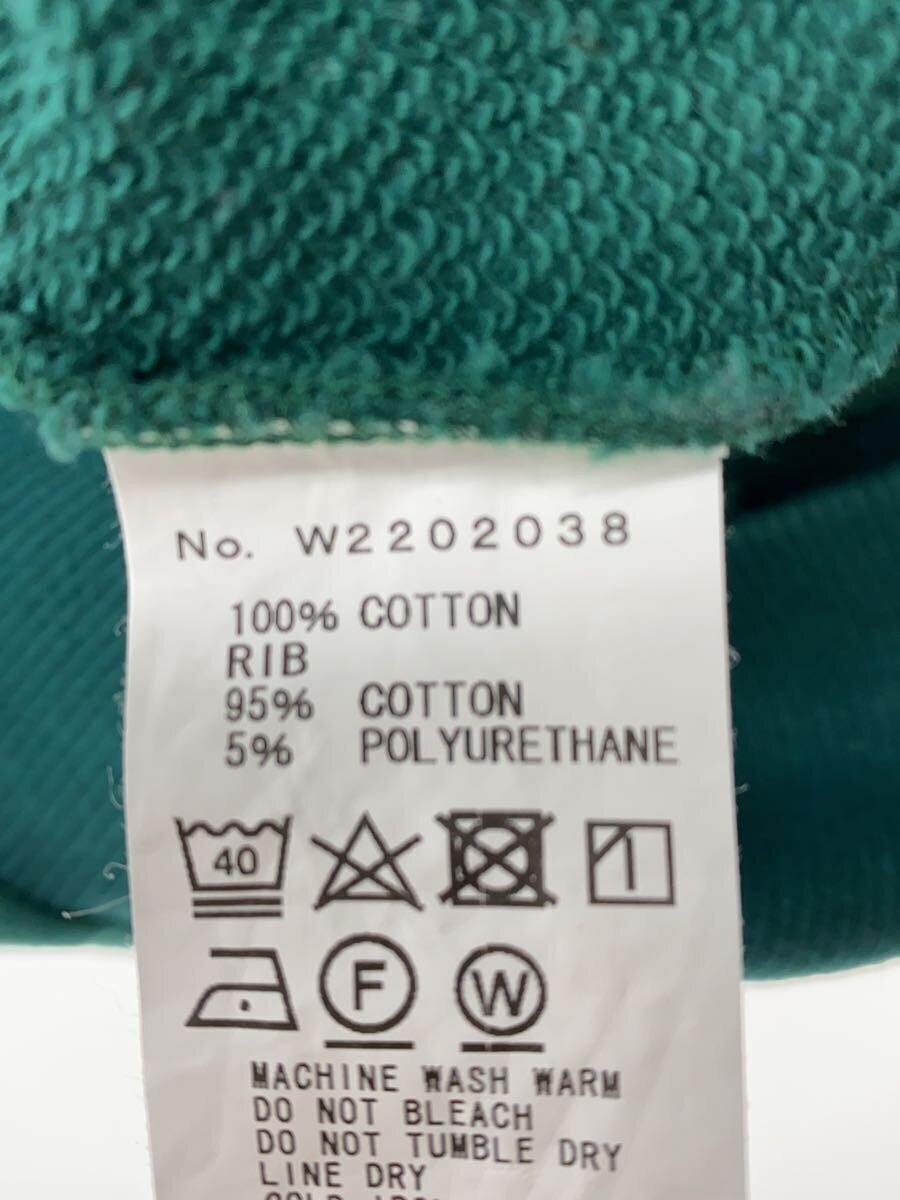 No. W2202038
100% COTTON
RIB
95% COTTON
5% POLYURETHANE
40
F W
MACHINE WASH WARM
DO NOT BLEACH
DO NOT TUMBLE DRY
LINE DRY
COLD